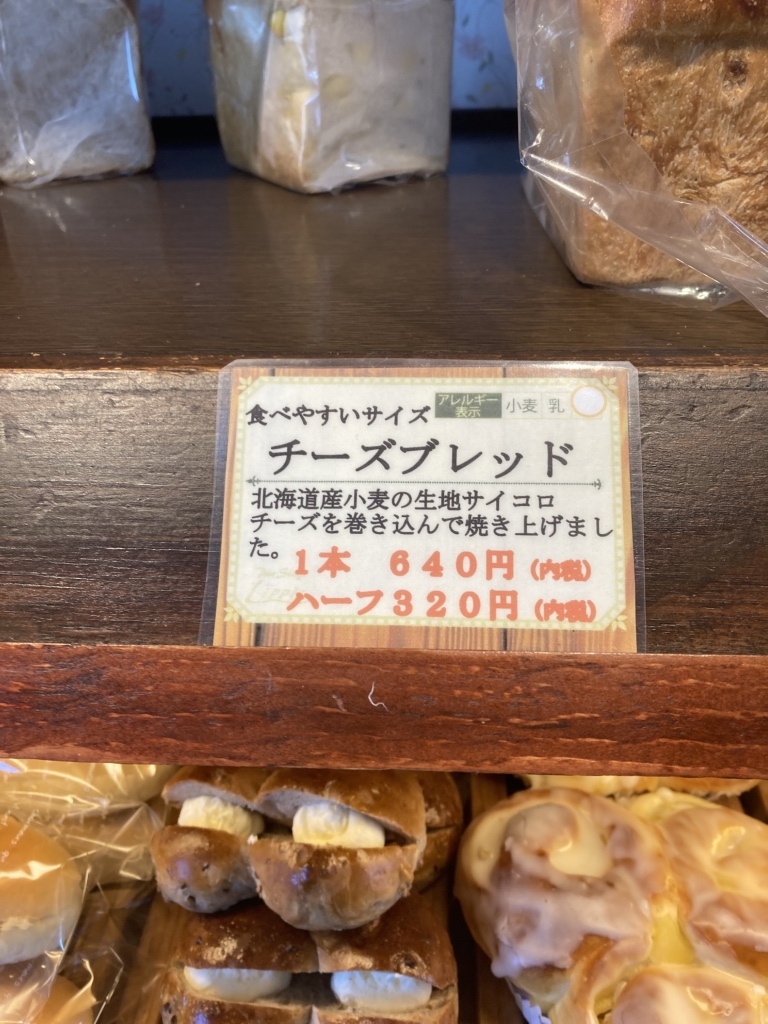 食べやすいサイズ
アレルギー
表示
小麦 乳
チーズブレッド
北海道産小麦の生地サイコロ
チーズを巻き込んで焼き上げまし
た。
1本 640円(内税)
ハーフ320円(内税)